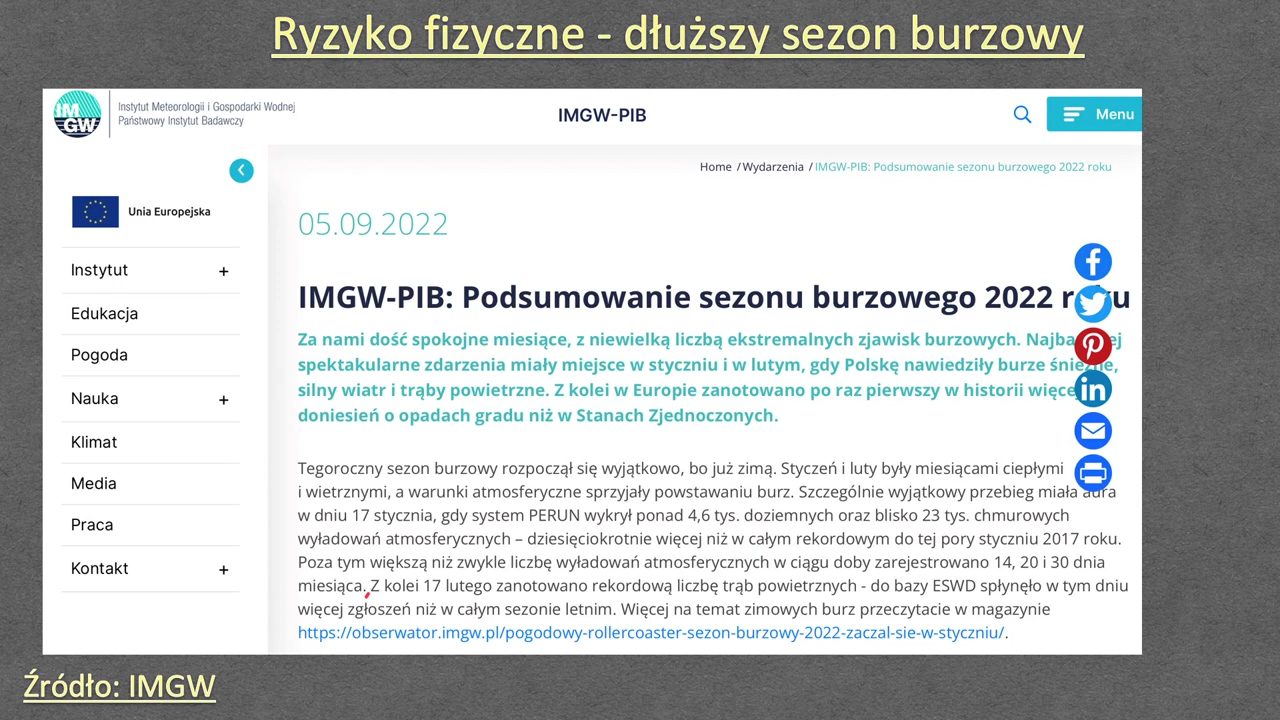 Ryzyko fizyczne - dłuższy sezon burzowy
IM
GW
Instytut Meteorologii i Gospodarki Wodnej
Państwowy Instytut Badawczy
IMGW-PIB
Menu
Home / Wydarzenia / IMGW-PIB: Podsumowanie sezonu burzowego 2022 roku
Unia Europejska
Instytut +
Edukacja
Pogoda
Nauka +
Klimat
Media
Praca
Kontakt +
05.09.2022
IMGW-PIB: Podsumowanie sezonu burzowego 2022 roku
Za nami dość spokojne miesiące, z niewielką liczbą ekstremalnych zjawisk burzowych. Najbardziej
spektakularne zdarzenia miały miejsce w styczniu i w lutym, gdy Polskę nawiedziły burze śnieżne,
silny wiatr i trąby powietrzne. Z kolei w Europie zanotowano po raz pierwszy w historii więcej
doniesień o opadach gradu niż w Stanach Zjednoczonych.
Tegoroczny sezon burzowy rozpoczął się wyjątkowo, bo już zimą. Styczeń i luty były miesiącami ciepłymi
i wietrznymi, a warunki atmosferyczne sprzyjały powstawaniu burz. Szczególnie wyjątkowy przebieg miała aura
w dniu 17 stycznia, gdy system PERUN wykrył ponad 4,6 tys. doziemnych oraz blisko 23 tys. chmurowych
wyładowań atmosferycznych – dziesięciokrotnie więcej niż w całym rekordowym do tej pory styczniu 2017 roku.
Poza tym większą niż zwykle liczbę wyładowań atmosferycznych w ciągu doby zarejestrowano 14, 20 i 30 dnia
miesiąca. Z kolei 17 lutego zanotowano rekordową liczbę trąb powietrznych - do bazy ESWD spłynęło w tym dniu
więcej zgłoszeń niż w całym sezonie letnim. Więcej na temat zimowych burz przeczytacie w magazynie
https://obserwator.imgw.pl/pogodowy-rollercoaster-sezon-burzowy-2022-zaczal-sie-w-styczniu/.
Źródło: IMGW